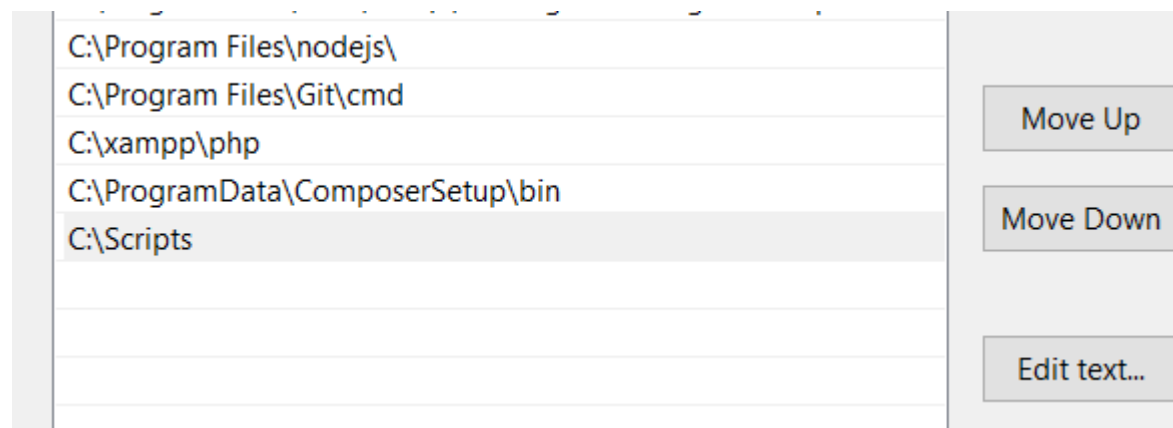 C:\Program Files\nodejs\
C:\Program Files\Git\cmd
C:\xampp\php
C:\ProgramData\ComposerSetup\bin
C:\Scripts
Move Up
Move Down
Edit text...